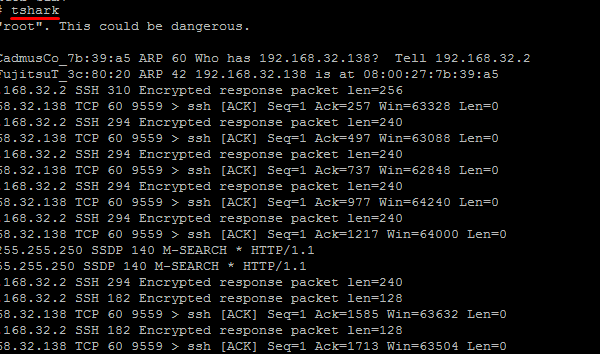 # tshark
"root". This could be dangerous.
CadmusCo_7b:39:a5 ARP 60 Who has 192.168.32.138?  Tell 192.168.32.2
FujitsuT_3c:80:20 ARP 42 192.168.32.138 is at 08:00:27:7b:39:a5
.168.32.2 SSH 310 Encrypted response packet len=256
58.32.138 TCP 60 9559 > ssh [ACK] Seq=1 Ack=257 Win=63328 Len=0
.168.32.2 SSH 294 Encrypted response packet len=240
58.32.138 TCP 60 9559 > ssh [ACK] Seq=1 Ack=497 Win=63088 Len=0
.168.32.2 SSH 294 Encrypted response packet len=240
58.32.138 TCP 60 9559 > ssh [ACK] Seq=1 Ack=737 Win=62848 Len=0
.168.32.2 SSH 294 Encrypted response packet len=240
58.32.138 TCP 60 9559 > ssh [ACK] Seq=1 Ack=977 Win=64240 Len=0
.168.32.2 SSH 294 Encrypted response packet len=240
58.32.138 TCP 60 9559 > ssh [ACK] Seq=1 Ack=1217 Win=64000 Len=0
255.255.250 SSDP 140 M-SEARCH * HTTP/1.1
55.255.250 SSDP 140 M-SEARCH * HTTP/1.1
.168.32.2 SSH 294 Encrypted response packet len=240
.168.32.2 SSH 182 Encrypted response packet len=128
58.32.138 TCP 60 9559 > ssh [ACK] Seq=1 Ack=1585 Win=63632 Len=0
.168.32.2 SSH 182 Encrypted response packet len=128
58.32.138 TCP 60 9559 > ssh [ACK] Seq=1 Ack=1713 Win=63504 Len=0